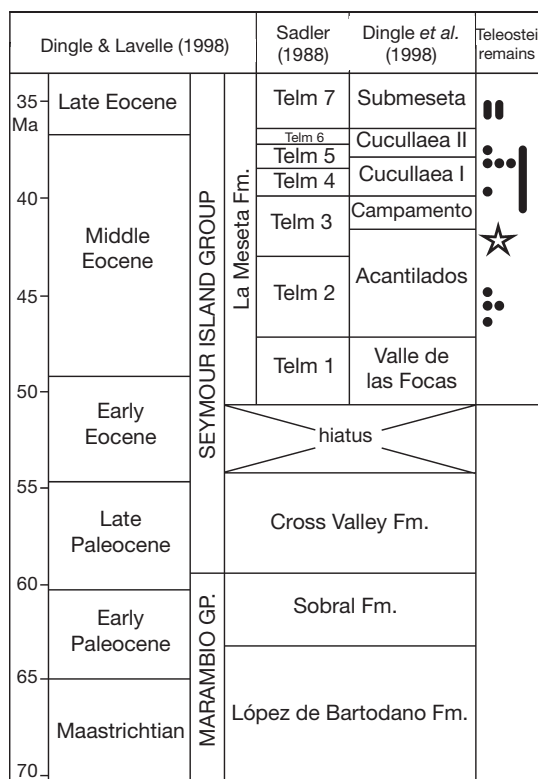 Dingle & Lavelle (1998)
Sadler
(1988)
Dingle et al.
(1998)
Teleostei
remains
35
Ma
40
45
50
55
60
65
70
Late Eocene
Middle
Eocene
Early
Eocene
Late
Paleocene
Early
Paleocene
Maastrichtian
SEYMOUR ISLAND GROUP
MARAMBIO GP.
La Meseta Fm.
Telm 7
Telm 6
Telm 5
Telm 4
Telm 3
Telm 2
Telm 1
Submeseta
Cucullaea II
Cucullaea I
Campamento
Acantilados
Valle de
las Focas
hiatus
Cross Valley Fm.
Sobral Fm.
López de Bartodano Fm.